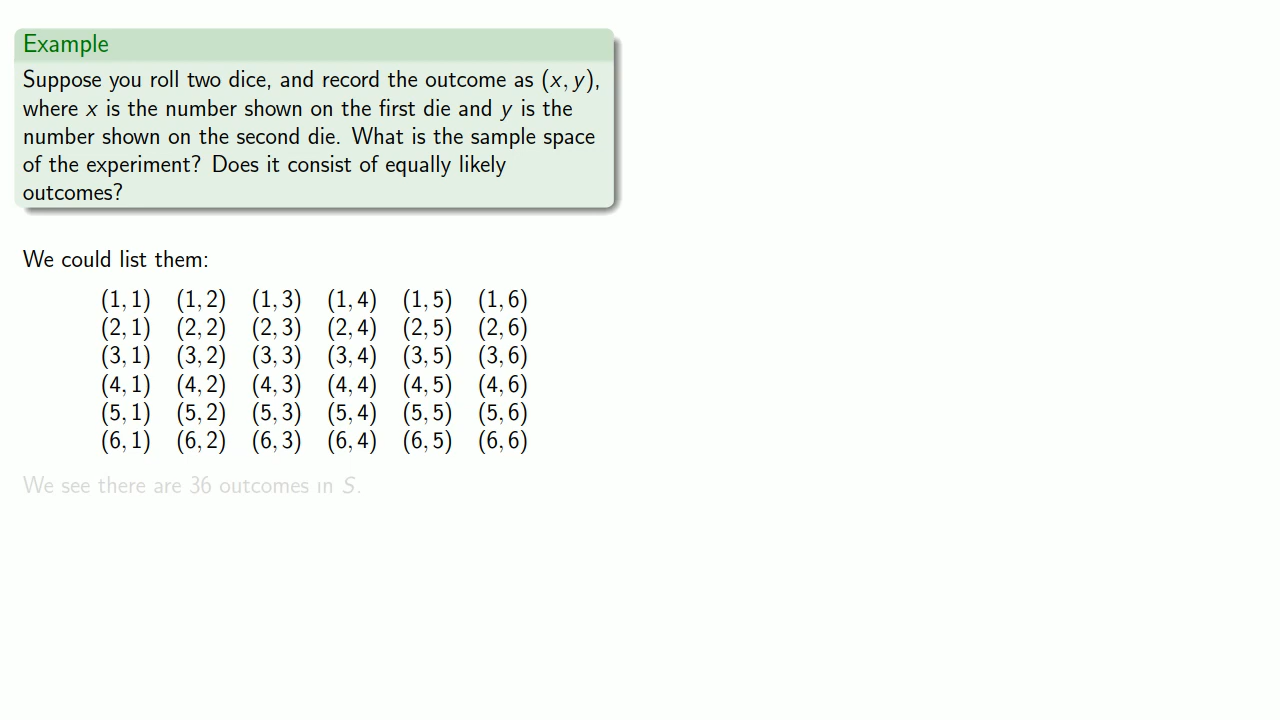 Example
Suppose you roll two dice, and record the outcome as (x, y),
where x is the number shown on the first die and y is the
number shown on the second die. What is the sample space
of the experiment? Does it consist of equally likely
outcomes?
We could list them:
(1, 1) (1, 2) (1, 3) (1, 4) (1, 5) (1, 6)
(2, 1) (2, 2) (2, 3) (2, 4) (2, 5) (2, 6)
(3, 1) (3, 2) (3, 3) (3, 4) (3, 5) (3, 6)
(4, 1) (4, 2) (4, 3) (4, 4) (4, 5) (4, 6)
(5, 1) (5, 2) (5, 3) (5, 4) (5, 5) (5, 6)
(6, 1) (6, 2) (6, 3) (6, 4) (6, 5) (6, 6)
We see there are 36 outcomes in S.